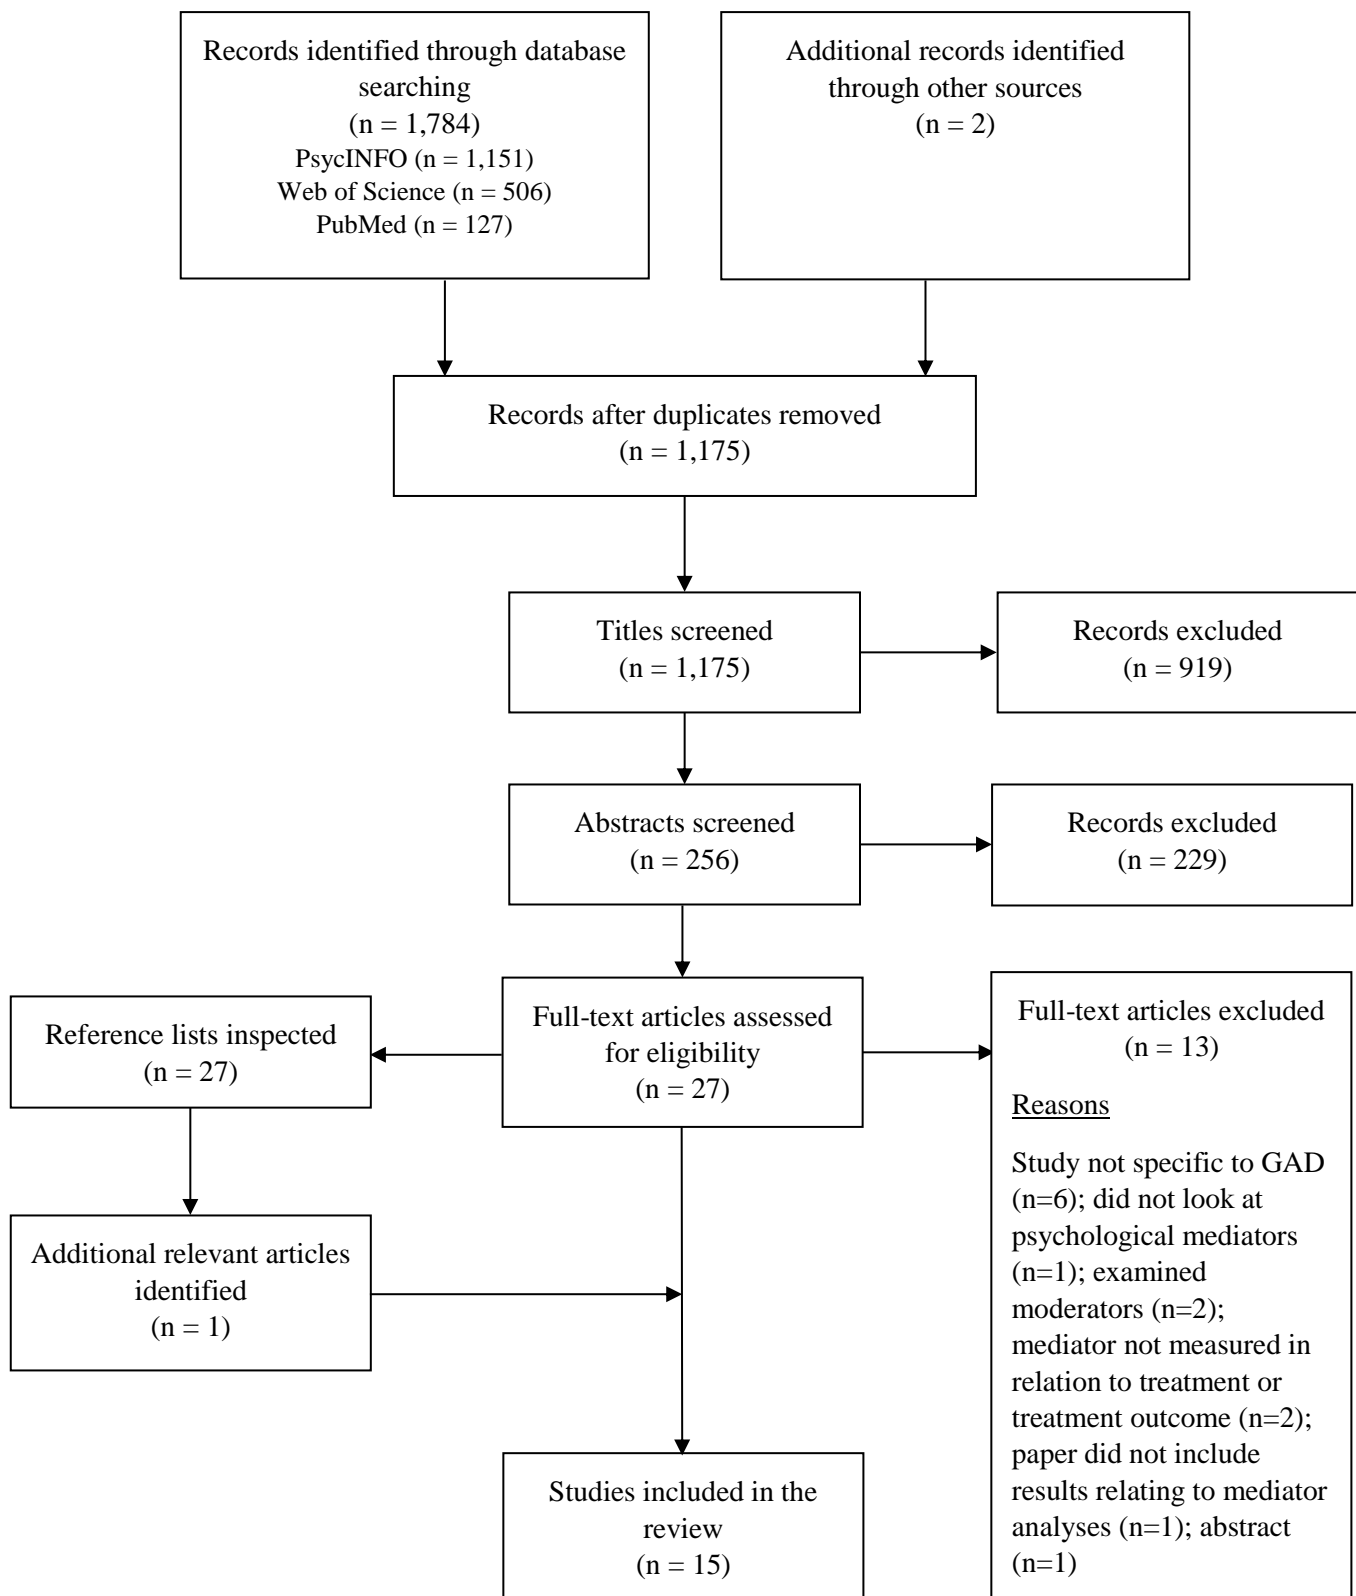 Records identified through database
searching
(n = 1,784)
PsycINFO (n = 1,151)
Web of Science (n = 506)
PubMed (n = 127)
Additional records identified
through other sources
(n = 2)
Records after duplicates removed
(n = 1,175)
Titles screened
(n = 1,175)
Records excluded
(n = 919)
Abstracts screened
(n = 256)
Records excluded
(n = 229)
Full-text articles assessed
for eligibility
(n = 27)
Reference lists inspected
(n = 27)
Additional relevant articles
identified
(n = 1)
Full-text articles excluded
(n = 13)
Reasons
Study not specific to GAD
(n=6); did not look at
psychological mediators
(n=1); examined
moderators (n=2);
mediator not measured in
relation to treatment or
treatment outcome (n=2);
paper did not include
results relating to mediator
analyses (n=1); abstract
(n=1)
Studies included in the
review
(n = 15)